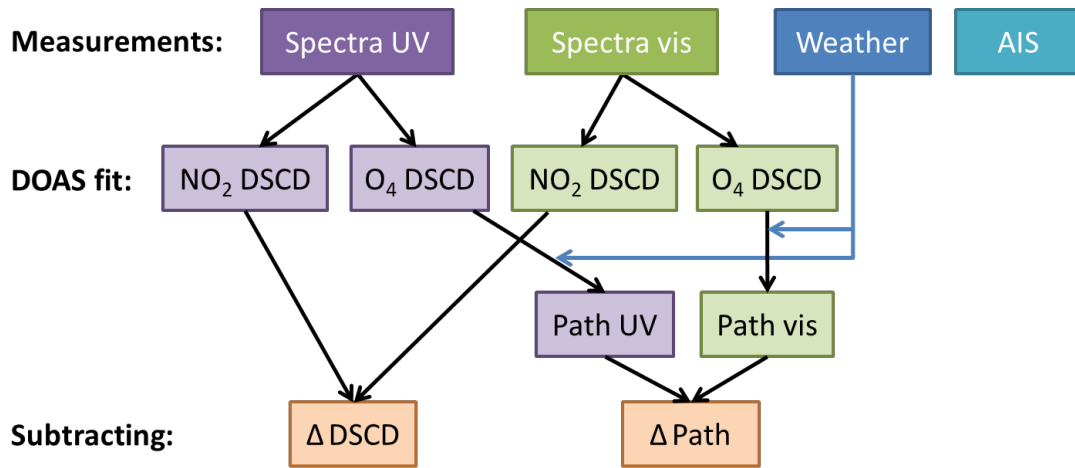 Measurements: Spectra UV Spectra vis Weather AIS
DOAS fit: NO₂ DSCD O₄ DSCD NO₂ DSCD O₄ DSCD
Path UV Path vis
Subtracting: Δ DSCD Δ Path